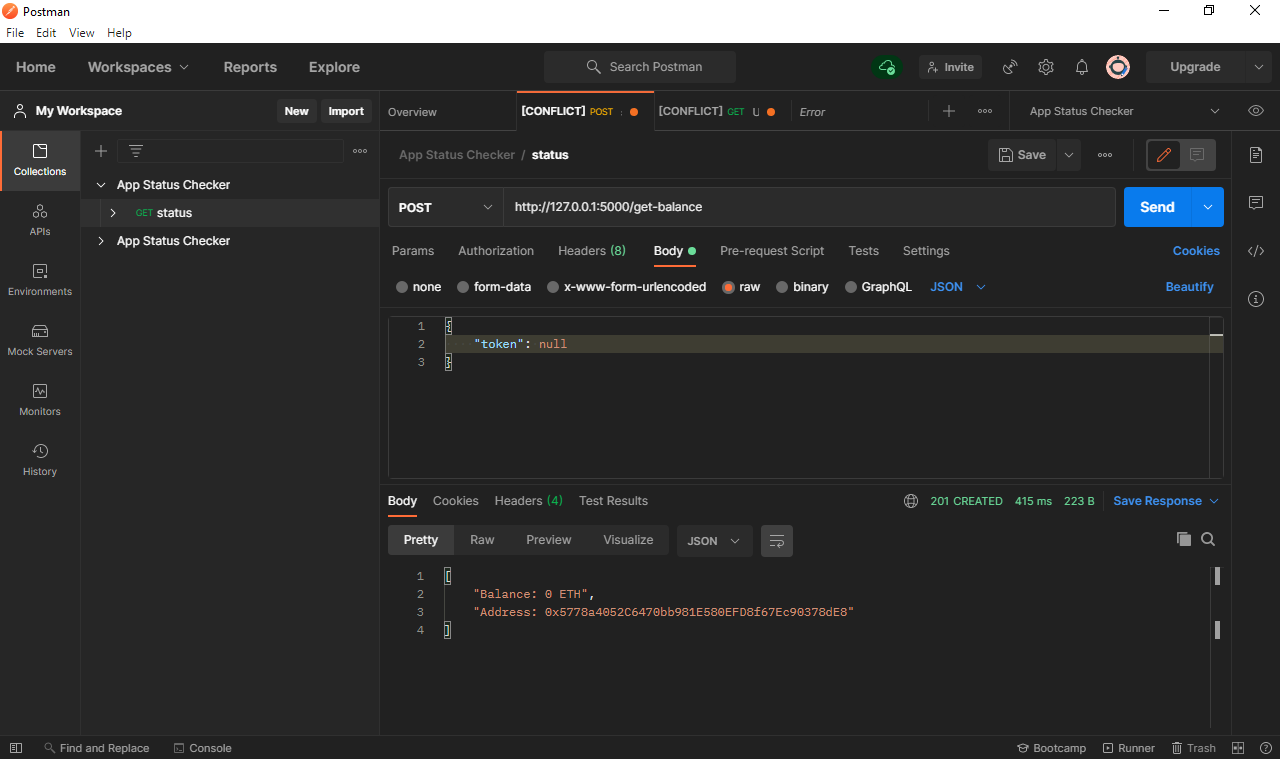 Postman
File Edit View Help
Home Workspaces Reports Explore Search Postman Invite Upgrade
My Workspace New Import
Overview [CONFLICT] POST [CONFLICT] GET U Error App Status Checker
Collections
APIs
Environments
Mock Servers
Monitors
History
App Status Checker
GET status
App Status Checker
App Status Checker / status Save
POST http://127.0.0.1:5000/get-balance Send
Params Authorization Headers (8) Body Pre-request Script Tests Settings Cookies
none form-data x-www-form-urlencoded raw binary GraphQL JSON Beautify
1 {
2 "token": null
3 }
Body Cookies Headers (4) Test Results 201 CREATED 415 ms 223 B Save Response
Pretty Raw Preview Visualize JSON
1 [
2 "Balance: 0 ETH",
3 "Address: 0x5778a4052C6470bb981E580EFD8f67Ec90378dE8"
4 ]
Find and Replace Console Bootcamp Runner Trash